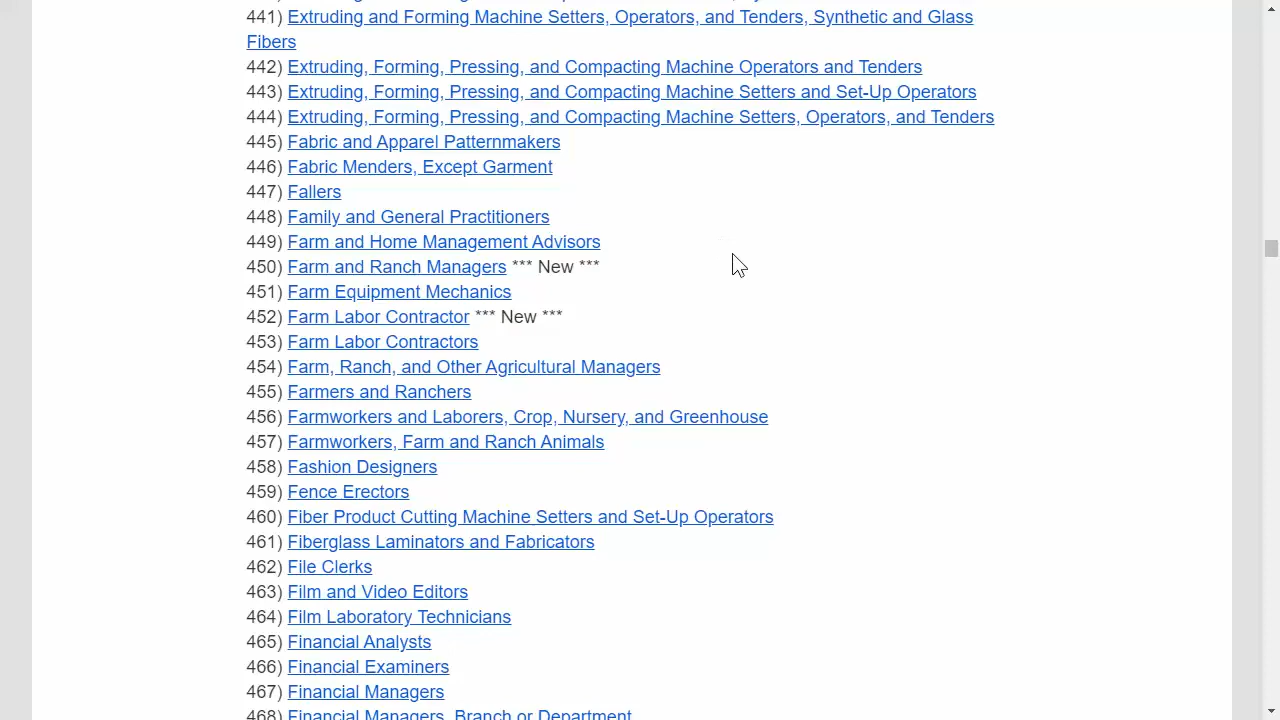 441) Extruding and Forming Machine Setters, Operators, and Tenders, Synthetic and Glass
Fibers
442) Extruding, Forming, Pressing, and Compacting Machine Operators and Tenders
443) Extruding, Forming, Pressing, and Compacting Machine Setters and Set-Up Operators
444) Extruding, Forming, Pressing, and Compacting Machine Setters, Operators, and Tenders
445) Fabric and Apparel Patternmakers
446) Fabric Menders, Except Garment
447) Fallers
448) Family and General Practitioners
449) Farm and Home Management Advisors
450) Farm and Ranch Managers *** New ***
451) Farm Equipment Mechanics
452) Farm Labor Contractor *** New ***
453) Farm Labor Contractors
454) Farm, Ranch, and Other Agricultural Managers
455) Farmers and Ranchers
456) Farmworkers and Laborers, Crop, Nursery, and Greenhouse
457) Farmworkers, Farm and Ranch Animals
458) Fashion Designers
459) Fence Erectors
460) Fiber Product Cutting Machine Setters and Set-Up Operators
461) Fiberglass Laminators and Fabricators
462) File Clerks
463) Film and Video Editors
464) Film Laboratory Technicians
465) Financial Analysts
466) Financial Examiners
467) Financial Managers
468) Financial Managers, Branch or Department